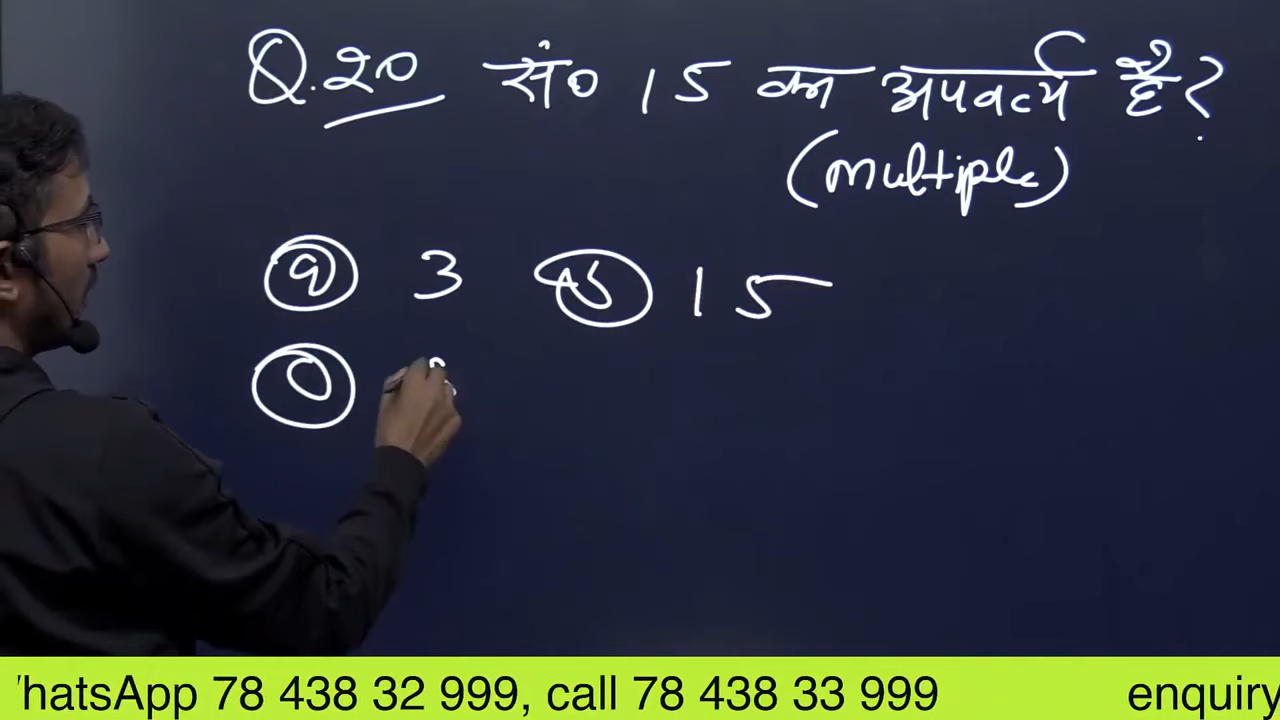 Q.20 सं० 15 का अपवर्त्य है?
(multiple)
(a) 3 (b) 15
hatsApp 78 438 32 999, call 78 438 33 999 enquiry